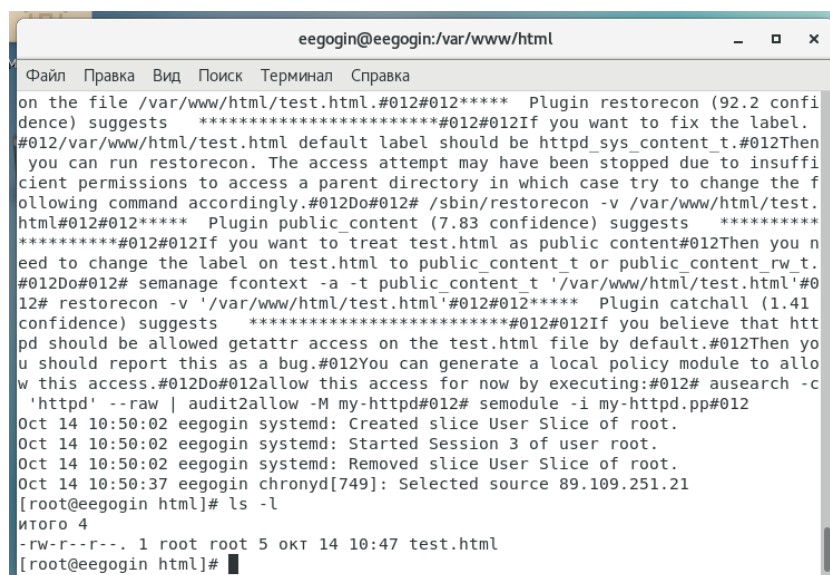 eegogin@eegogin:/var/www/html
Файл Правка Вид Поиск Терминал Справка
on the file /var/www/html/test.html.#012#012***** Plugin restorecon (92.2 confi
dence) suggests ************************#012#012If you want to fix the label.
#012/var/www/html/test.html default label should be httpd_sys_content_t.#012Then
you can run restorecon. The access attempt may have been stopped due to insuffi
cient permissions to access a parent directory in which case try to change the f
ollowing command accordingly.#012Do#012# /sbin/restorecon -v /var/www/html/test.
html#012#012***** Plugin public_content (7.83 confidence) suggests **********
**********#012#012If you want to treat test.html as public content#012Then you n
eed to change the label on test.html to public_content_t or public_content_rw_t.
#012Do#012# semanage fcontext -a -t public_content_t '/var/www/html/test.html'#0
12# restorecon -v '/var/www/html/test.html'#012#012***** Plugin catchall (1.41
confidence) suggests **************************#012#012If you believe that htt
pd should be allowed getattr access on the test.html file by default.#012Then yo
u should report this as a bug.#012You can generate a local policy module to allo
w this access.#012Do#012allow this access for now by executing:#012# ausearch -c
'httpd' --raw | audit2allow -M my-httpd#012# semodule -i my-httpd.pp#012
Oct 14 10:50:02 eegogin systemd: Created slice User Slice of root.
Oct 14 10:50:02 eegogin systemd: Started Session 3 of user root.
Oct 14 10:50:02 eegogin systemd: Removed slice User Slice of root.
Oct 14 10:50:37 eegogin chronyd[749]: Selected source 89.109.251.21
[root@eegogin html]# ls -l
итого 4
-rw-r--r--. 1 root root 5 окт 14 10:47 test.html
[root@eegogin html]#